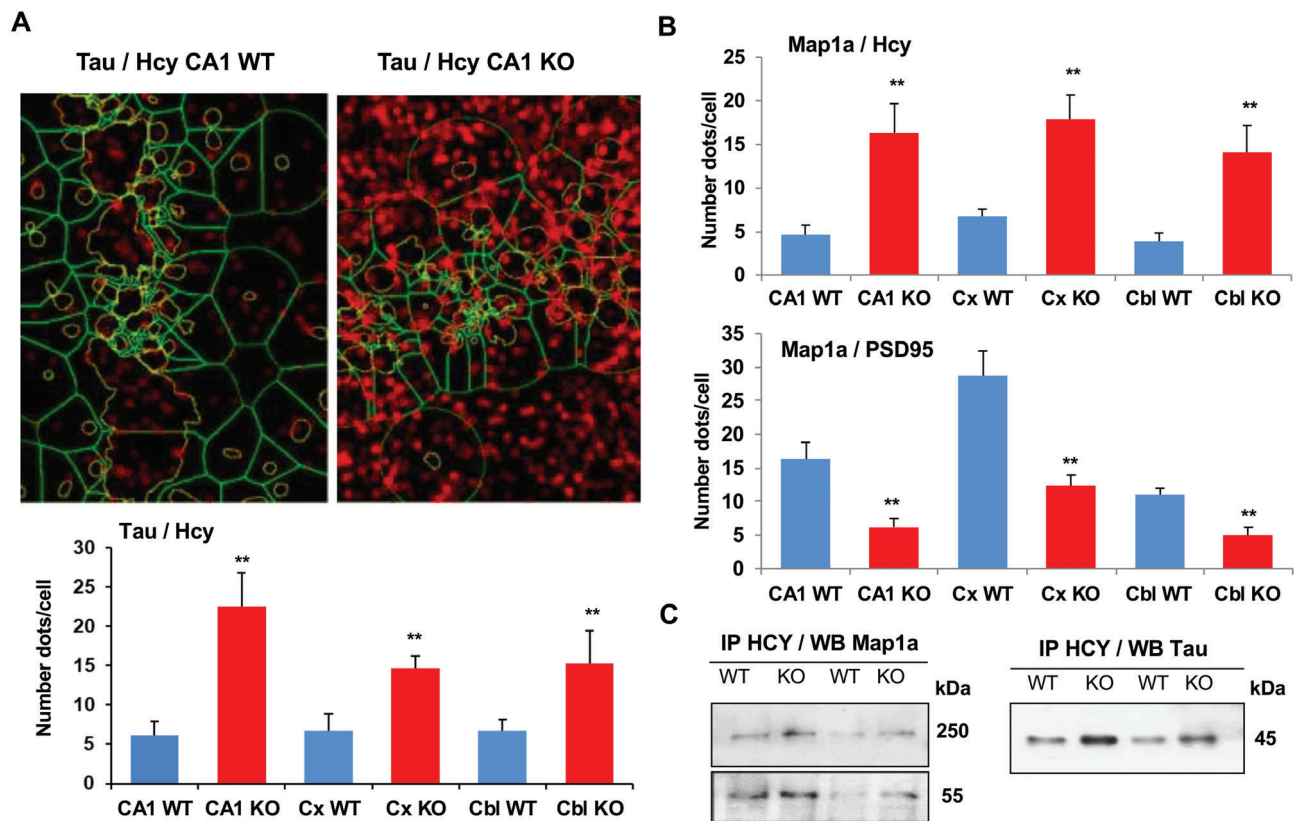 A
Tau / Hcy CA1 WT
Tau / Hcy CA1 KO
Tau / Hcy
Number dots/cell
30
25
20
15
10
5
0
**
**
**
CA1 WT
CA1 KO
Cx WT
Cx KO
Cbl WT
Cbl KO
B
Map1a / Hcy
Number dots/cell
25
20
15
10
5
0
**
**
**
CA1 WT
CA1 KO
Cx WT
Cx KO
Cbl WT
Cbl KO
Map1a / PSD95
Number dots/cell
35
30
25
20
15
10
5
0
**
**
**
CA1 WT
CA1 KO
Cx WT
Cx KO
Cbl WT
Cbl KO
C
IP HCY / WB Map1a
WT KO WT KO
kDa
250
55
IP HCY / WB Tau
WT KO WT KO
kDa
45